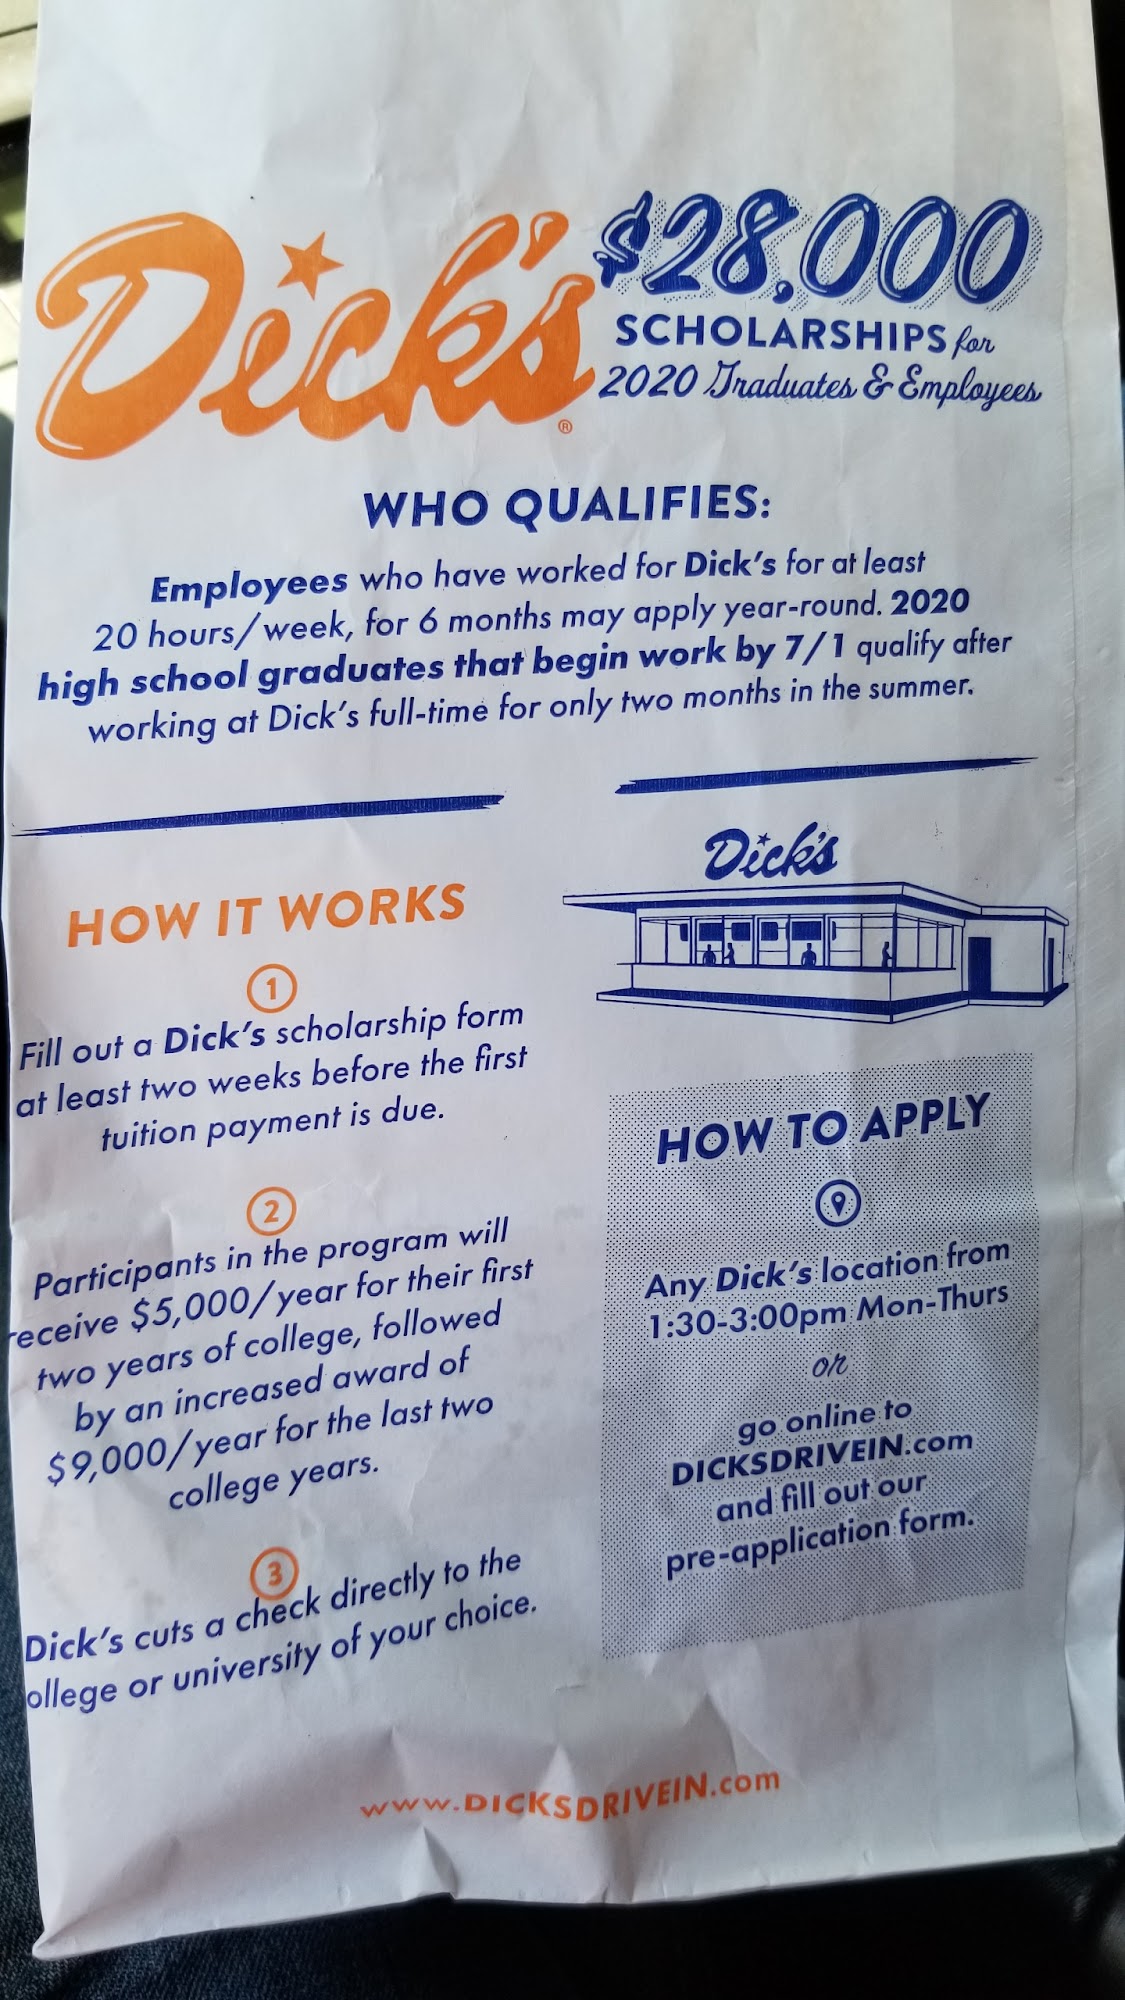 Dick's®
$28,000
SCHOLARSHIPS for
2020 Graduates & Employees
WHO QUALIFIES:
Employees who have worked for Dick's for at least
20 hours/week, for 6 months may apply year-round. 2020
high school graduates that begin work by 7/1 qualify after
working at Dick's full-time for only two months in the summer.
HOW IT WORKS
1
Fill out a Dick's scholarship form
at least two weeks before the first
tuition payment is due.
2
Participants in the program will
receive $5,000/year for their first
two years of college, followed
by an increased award of
$9,000/year for the last two
college years.
3
Dick's cuts a check directly to the
ollege or university of your choice.
Dick's
HOW TO APPLY
Any Dick's location from
1:30-3:00pm Mon-Thurs
or
go online to
DICKSDRIVEIN.com
and fill out our
pre-application form.
www.DICKSDRIVEIN.com